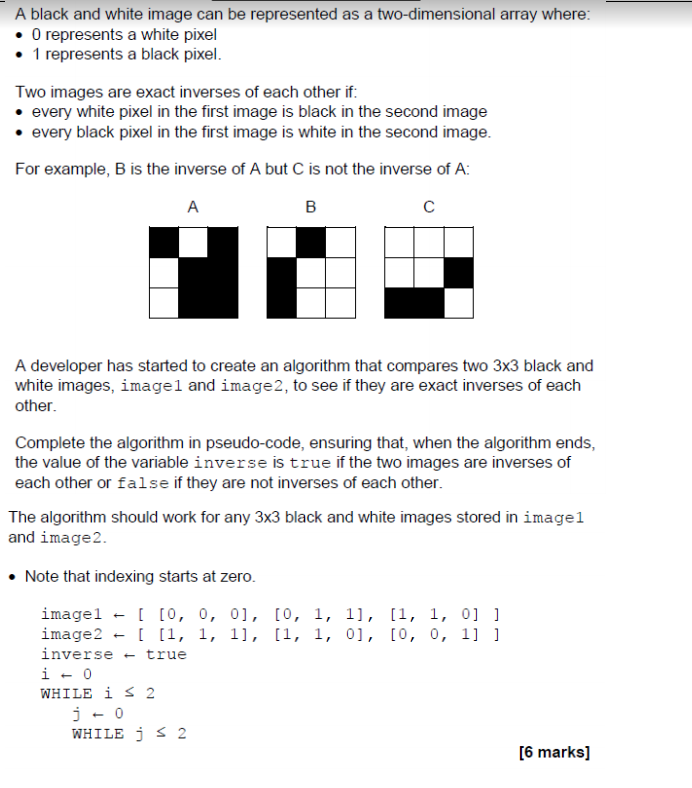 A black and white image can be represented as a two-dimensional array where:
• 0 represents a white pixel
• 1 represents a black pixel.
Two images are exact inverses of each other if:
• every white pixel in the first image is black in the second image
• every black pixel in the first image is white in the second image.
For example, B is the inverse of A but C is not the inverse of A:
A B C
A developer has started to create an algorithm that compares two 3x3 black and
white images, image1 and image2, to see if they are exact inverses of each
other.
Complete the algorithm in pseudo-code, ensuring that, when the algorithm ends,
the value of the variable inverse is true if the two images are inverses of
each other or false if they are not inverses of each other.
The algorithm should work for any 3x3 black and white images stored in image1
and image2.
• Note that indexing starts at zero.
image1 ← [ [0, 0, 0], [0, 1, 1], [1, 1, 0] ]
image2 ← [ [1, 1, 1], [1, 1, 0], [0, 0, 1] ]
inverse ← true
i ← 0
WHILE i ≤ 2
j ← 0
WHILE j ≤ 2
[6 marks]